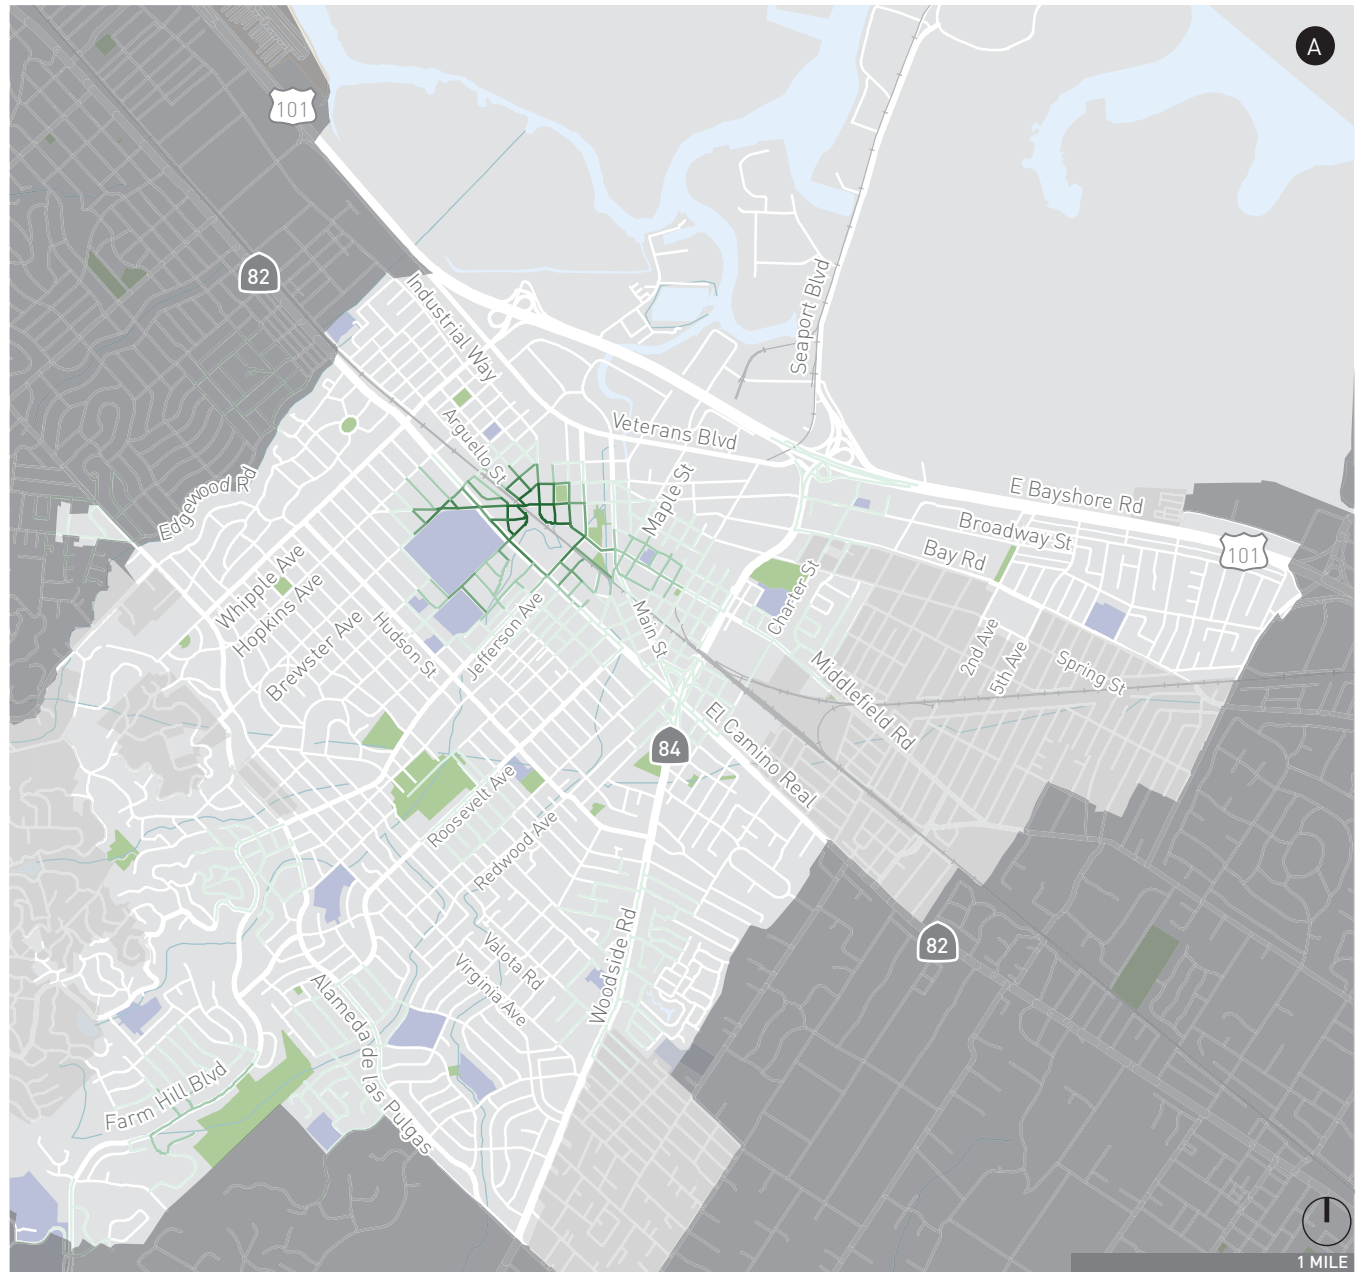 A
101
82
Industrial Way
Seaport Blvd
Arguello St
Veterans Blvd
Maple St
Edgewood Rd
E Bayshore Rd
Broadway St
Bay Rd
101
Whipple Ave
Hopkins Ave
Brewster Ave
Hudson St
Jefferson Ave
Main St
Charter St
2nd Ave
5th Ave
Spring St
Middlefield Rd
84
El Camino Real
Roosevelt Ave
Redwood Ave
82
Valota Rd
Virginia Ave
Woodside Rd
Alameda de las Pulgas
Farm Hill Blvd
1 MILE